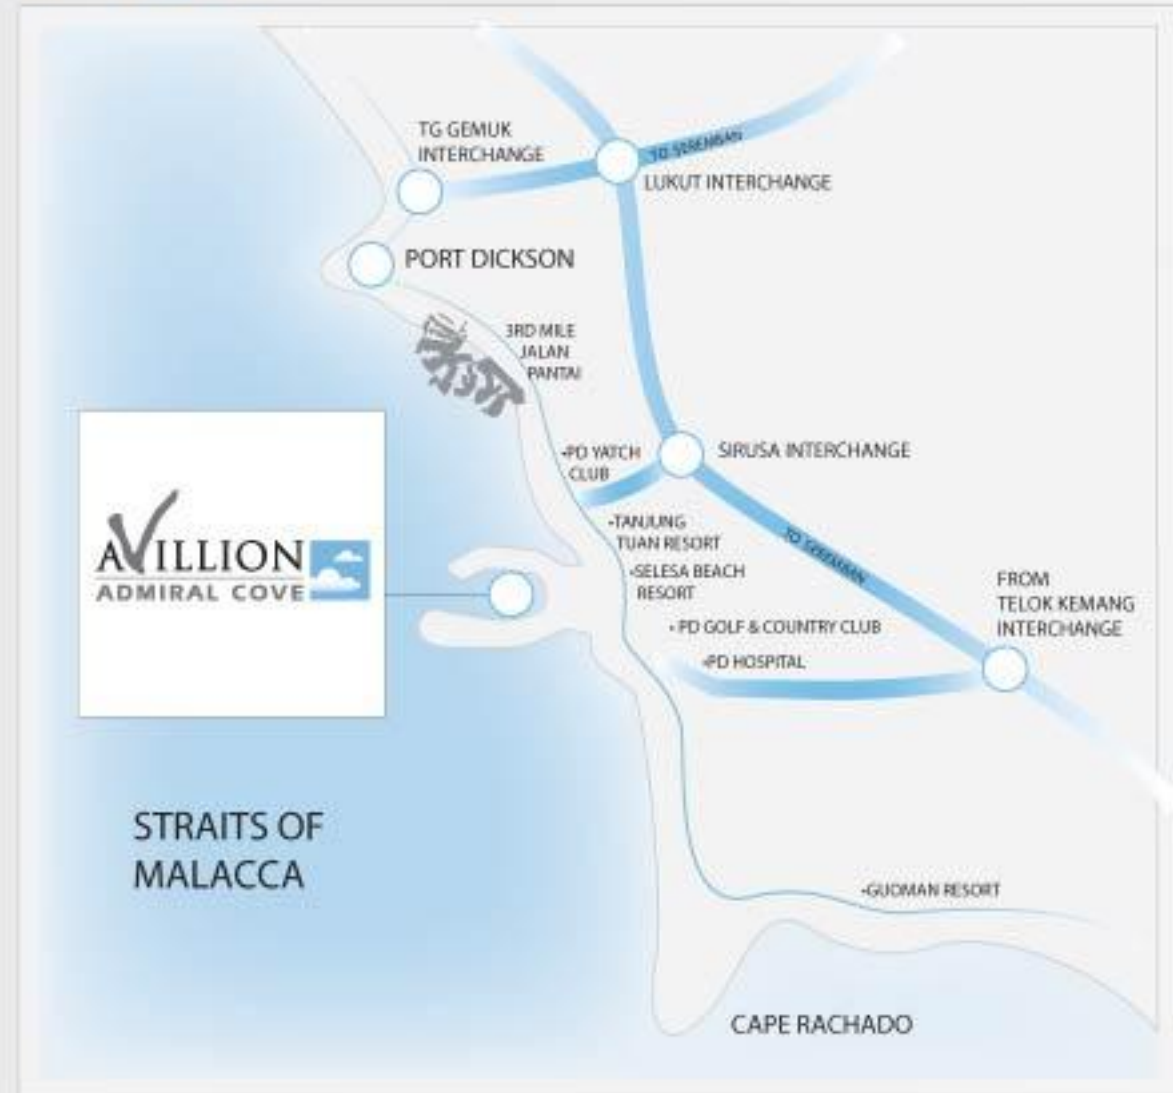 TG GEMUK
INTERCHANGE
TO SEREMBAN
LUKUT INTERCHANGE
PORT DICKSON
3RD MILE
JALAN
PANTAI
•PD YATCH
CLUB
SIRUSA INTERCHANGE
•TANJUNG
TUAN RESORT
TO SEREMBAN
•SELESA BEACH
RESORT
FROM
TELOK KEMANG
INTERCHANGE
• PD GOLF & COUNTRY CLUB
•PD HOSPITAL
AVILLION
ADMIRAL COVE
STRAITS OF
MALACCA
•GUOMAN RESORT
CAPE RACHADO